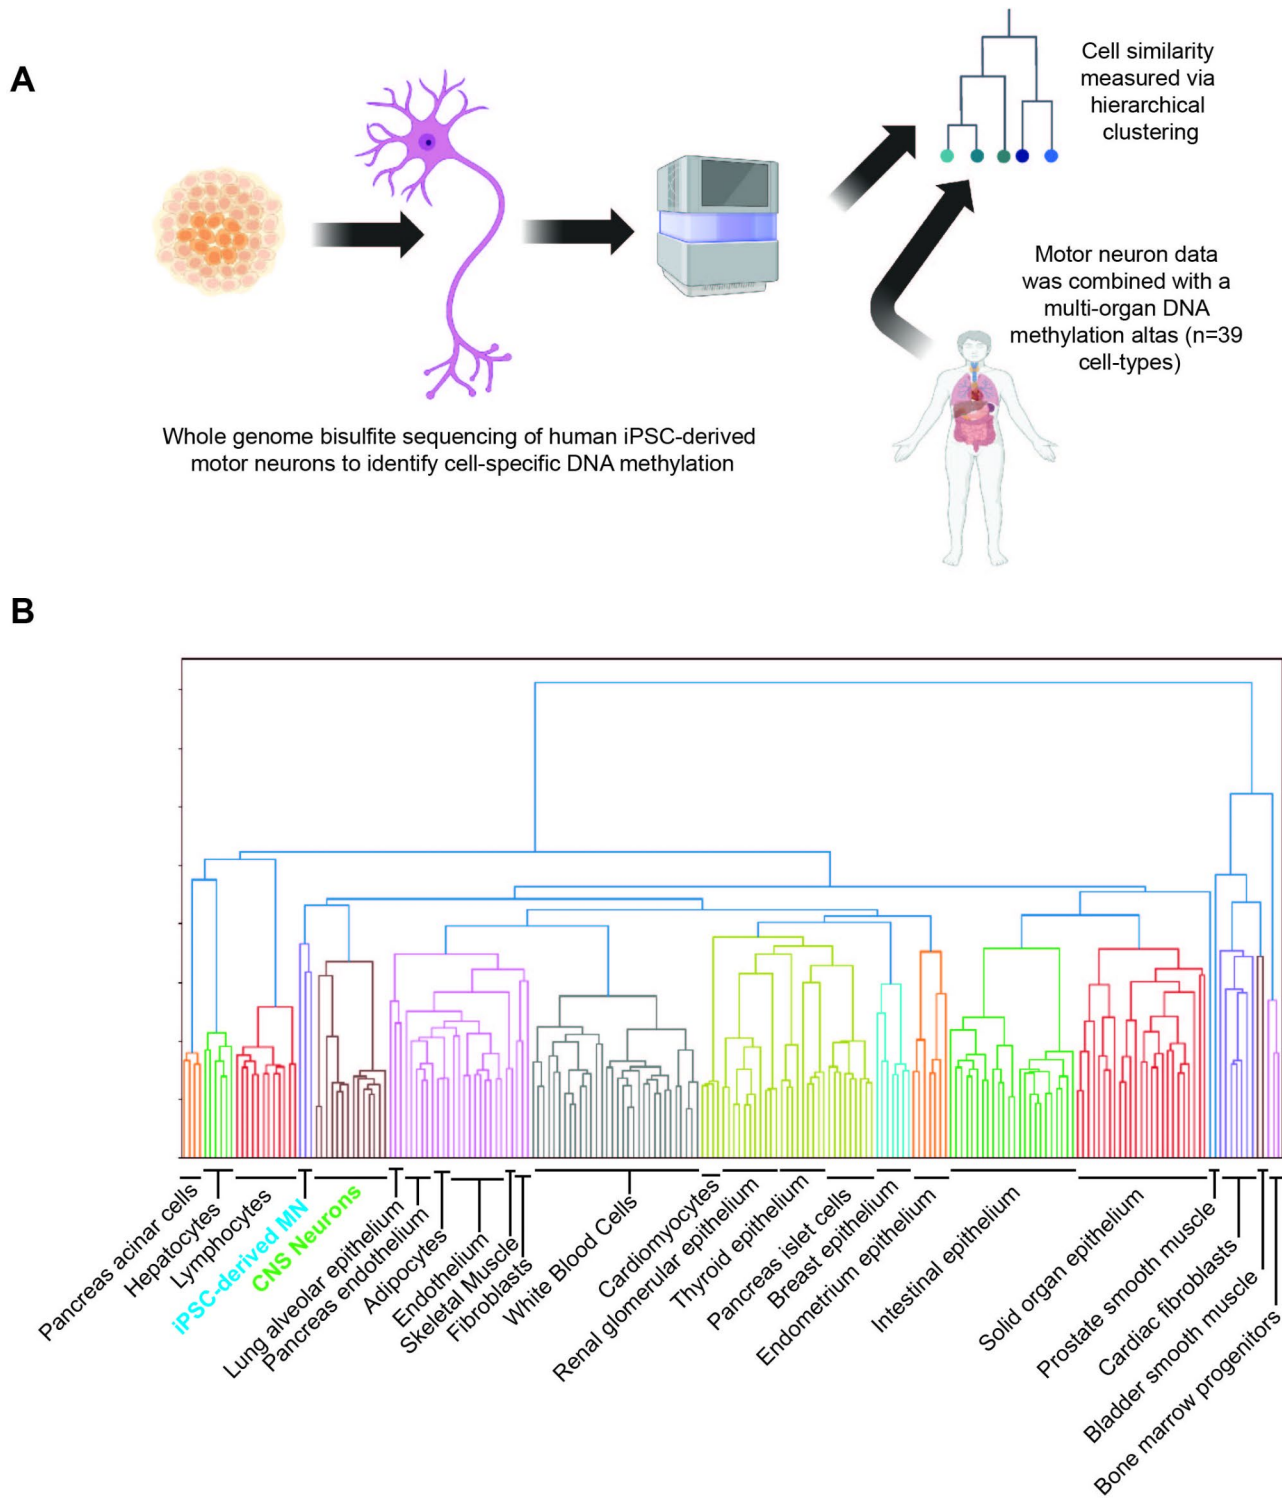 A
Cell similarity
measured via
hierarchical
clustering
Motor neuron data
was combined with a
multi-organ DNA
methylation altas (n=39
cell-types)
Whole genome bisulfite sequencing of human iPSC-derived
motor neurons to identify cell-specific DNA methylation
B
Pancreas acinar cells
Hepatocytes
Lymphocytes
iPSC-derived MN
CNS Neurons
Lung alveolar epithelium
Pancreas endothelium
Adipocytes
Endothelium
Skeletal Muscle
Fibroblasts
White Blood Cells
Cardiomyocytes
Renal glomerular epithelium
Thyroid epithelium
Pancreas islet cells
Breast epithelium
Endometrium epithelium
Intestinal epithelium
Solid organ epithelium
Prostate smooth muscle
Cardiac fibroblasts
Bladder smooth muscle
Bone marrow progenitors